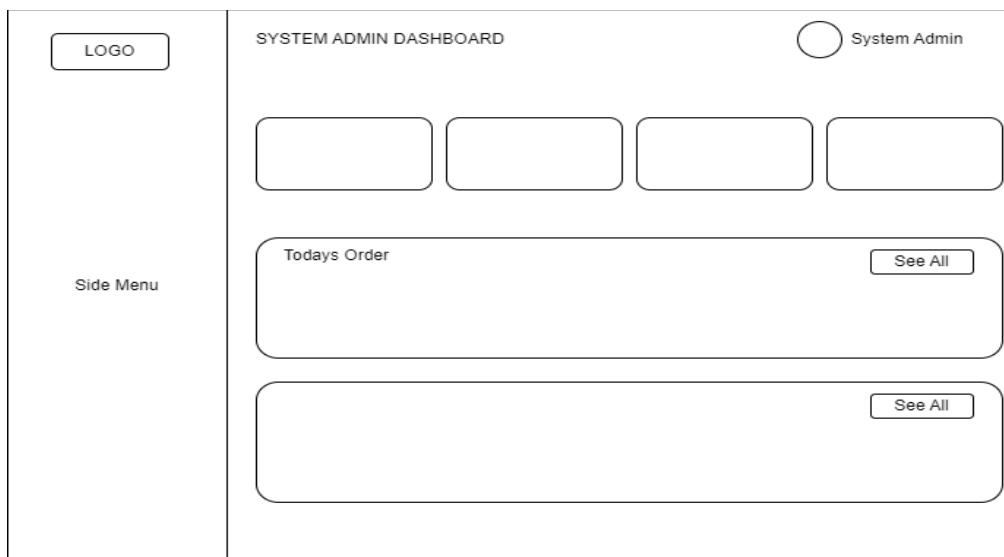 LOGO
SYSTEM ADMIN DASHBOARD
System Admin
Side Menu
Todays Order
See All
See All